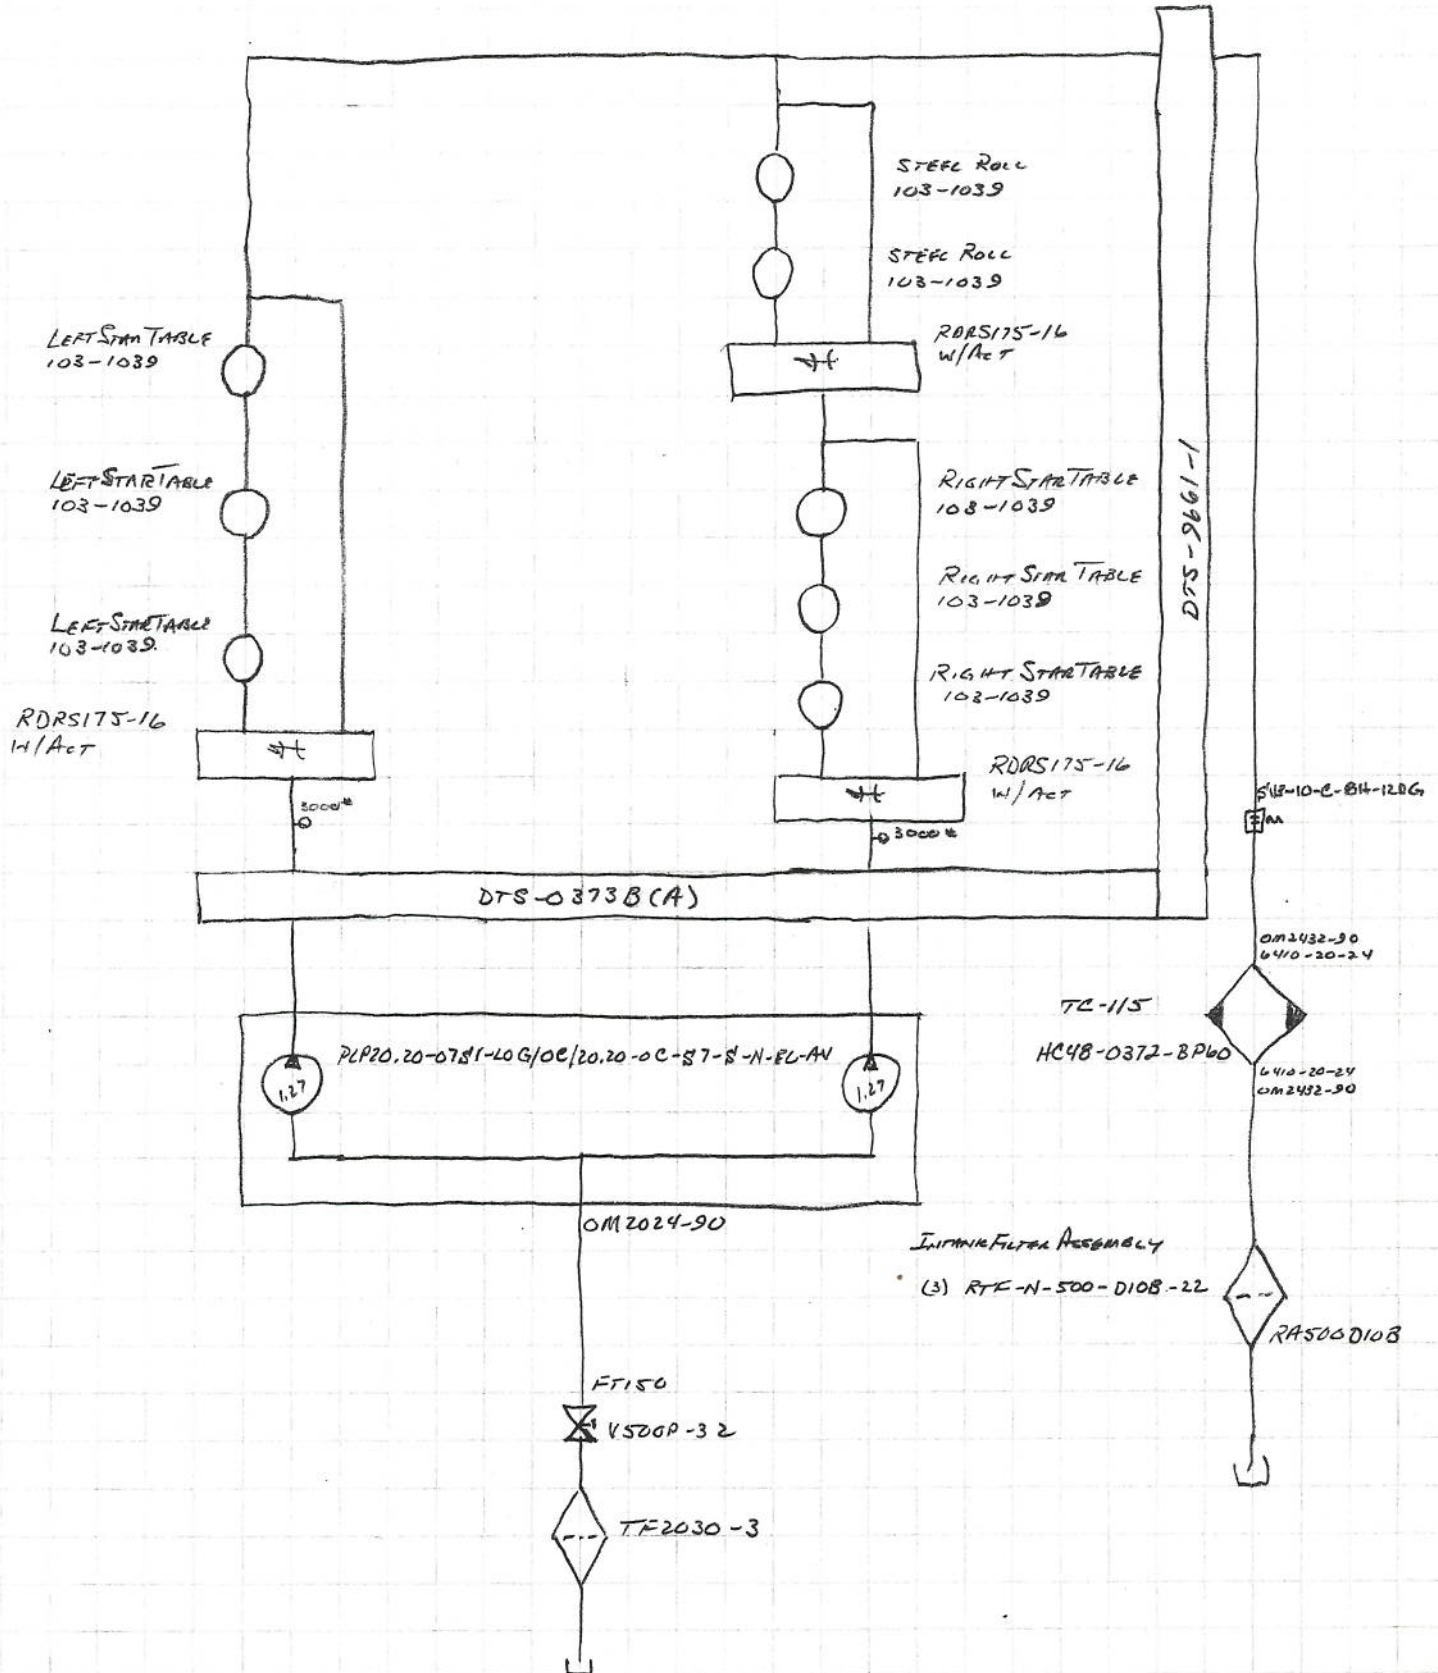 STEEL ROLL
103-1039
STEEL ROLL
103-1039
RDRS175-16
W/ACT
LEFT STAR TABLE
103-1039
LEFT STAR TABLE
103-1039
LEFT STAR TABLE
103-1039.
RDRS175-16
W/ACT
3000#
RIGHT STAR TABLE
103-1039
RIGHT STAR TABLE
103-1039
RIGHT STAR TABLE
103-1039
RDRS175-16
W/ACT
3000#
DTS-1996-1
DTS-0373B(A)
OM2432-90
6410-20-24
TC-115
HC48-0372-BP60
6410-20-24
OM2432-90
1.27
1.27
OM2024-90
INTANK FILTER ASSEMBLY
(3) RTF-N-500-D10B-22
RA500D10B
FT150
V500P-32
TF2030-3